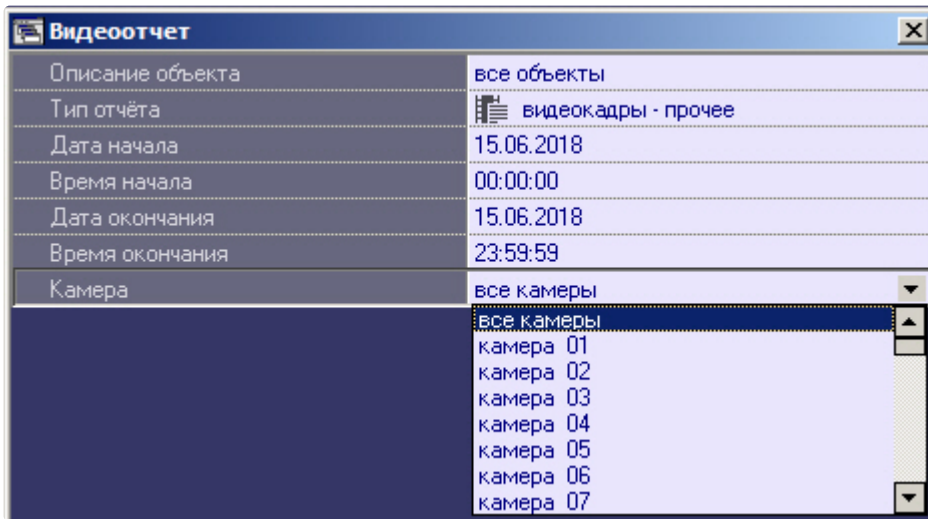 Видеоотчет
Описание объекта все объекты
Тип отчёта видеокадры - прочее
Дата начала 15.06.2018
Время начала 00:00:00
Дата окончания 15.06.2018
Время окончания 23:59:59
Камера все камеры
все камеры
камера 01
камера 02
камера 03
камера 04
камера 05
камера 06
камера 07